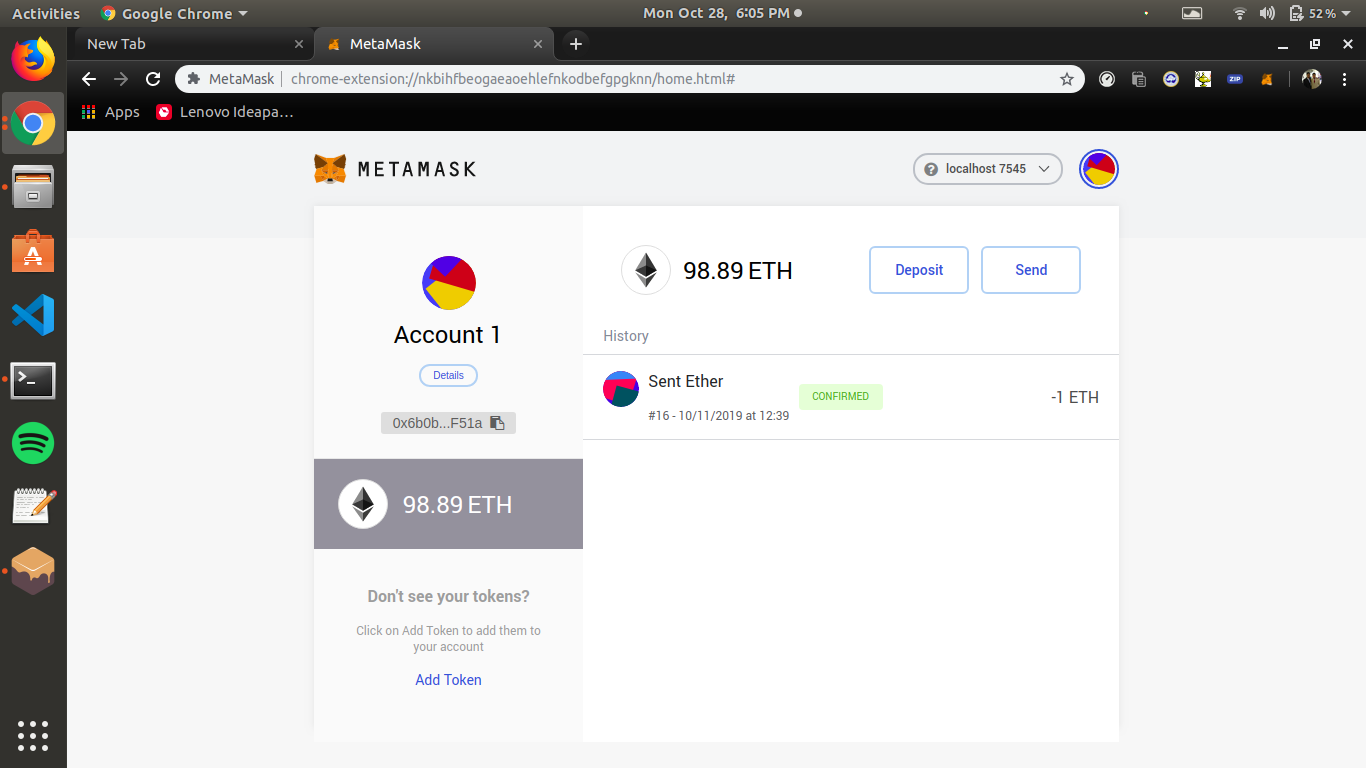 Activities Google Chrome Mon Oct 28, 6:05 PM 52 %
New Tab MetaMask
MetaMask chrome-extension://nkbihfbeogaeaoehlefnkodbefgpgknn/home.html# ZIP
Apps Lenovo Ideapa…
METAMASK localhost 7545
Account 1
Details
0x6b0b...F51a
98.89 ETH
Don't see your tokens?
Click on Add Token to add them to
your account
Add Token
98.89 ETH Deposit Send
History
Sent Ether
CONFIRMED
-1 ETH
#16 - 10/11/2019 at 12:39